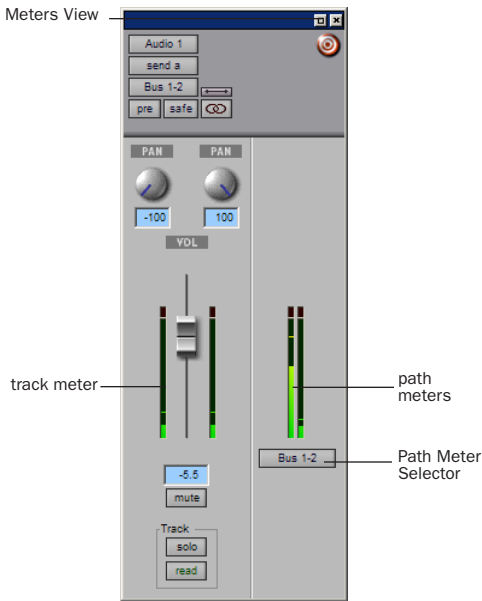 Meters View
Audio 1
send a
Bus 1-2
pre safe
PAN PAN
-100 100
VOL
track meter
path
meters
Bus 1-2
Path Meter
Selector
-5.5
mute
Track
solo
read